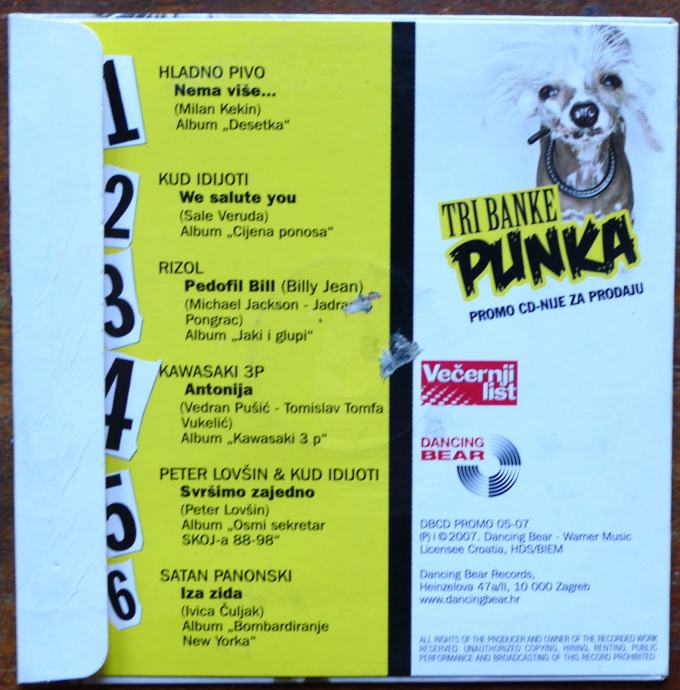 1
HLADNO PIVO
Nema više...
(Milan Kekin)
Album „Desetka“
2
KUD IDIJOTI
We salute you
(Sale Veruda)
Album „Cijena ponosa“
3
RIZOL
Pedofil Bill (Billy Jean)
(Michael Jackson -
Pongrac)
Album „Jaki i glupi“
4
KAWASAKI 3P
Antonija
(Vedran Pušić - Tomislav Tomfa
Vukelić)
Album „Kawasaki 3 p“
5
PETER LOVŠIN & KUD IDIJOTI
Svršimo zajedno
(Peter Lovšin)
Album „Osmi sekretar
SKOJ-a 88-98“
6
SATAN PANONSKI
Iza zida
(Ivica Čuljak)
Album „Bombardiranje
New Yorka“
TRI BANKE
PUNKA
PROMO CD-NIJE ZA PRODAJU
Večernji
list
DANCING
BEAR
DBCD PROMO 05-07
(P) i © 2007. Dancing Bear - Warner Music
Licensee Croatia, HDS/BIEM
Dancing Bear Records,
Heinzelova 47a/II, 10 000 Zagreb
www.dancingbear.hr
ALL RIGHTS OF THE PRODUCER AND OWNER OF THE RECORDED WORK
RESERVED. UNAUTHORIZED COPYING, HIRING, RENTING, PUBLIC
PERFORMANCE AND BROADCASTING OF THIS RECORD PROHIBITED.